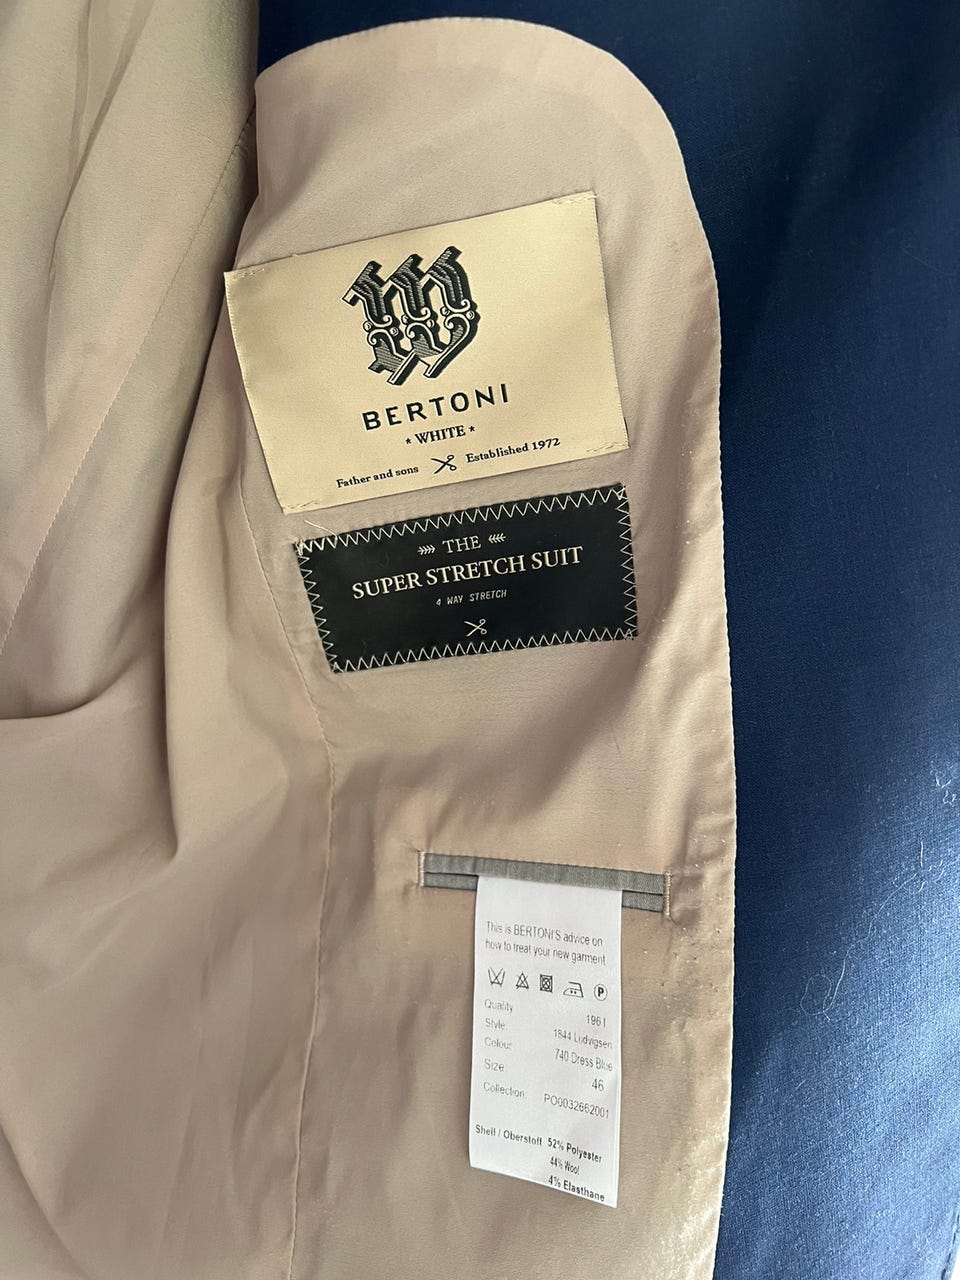 W
BERTONI
* WHITE *
Father and sons Established 1972
THE
SUPER STRETCH SUIT
4 WAY STRETCH
This is BERTONI'S advice on
how to treat your new garment
P
Quality 1961
Style 1844 Ludvigsen
Colour 740 Dress Blue
Size 46
Collection: PO0032662001
Shell / Oberstoff 52% Polyester
44% Wool
4% Elasthane